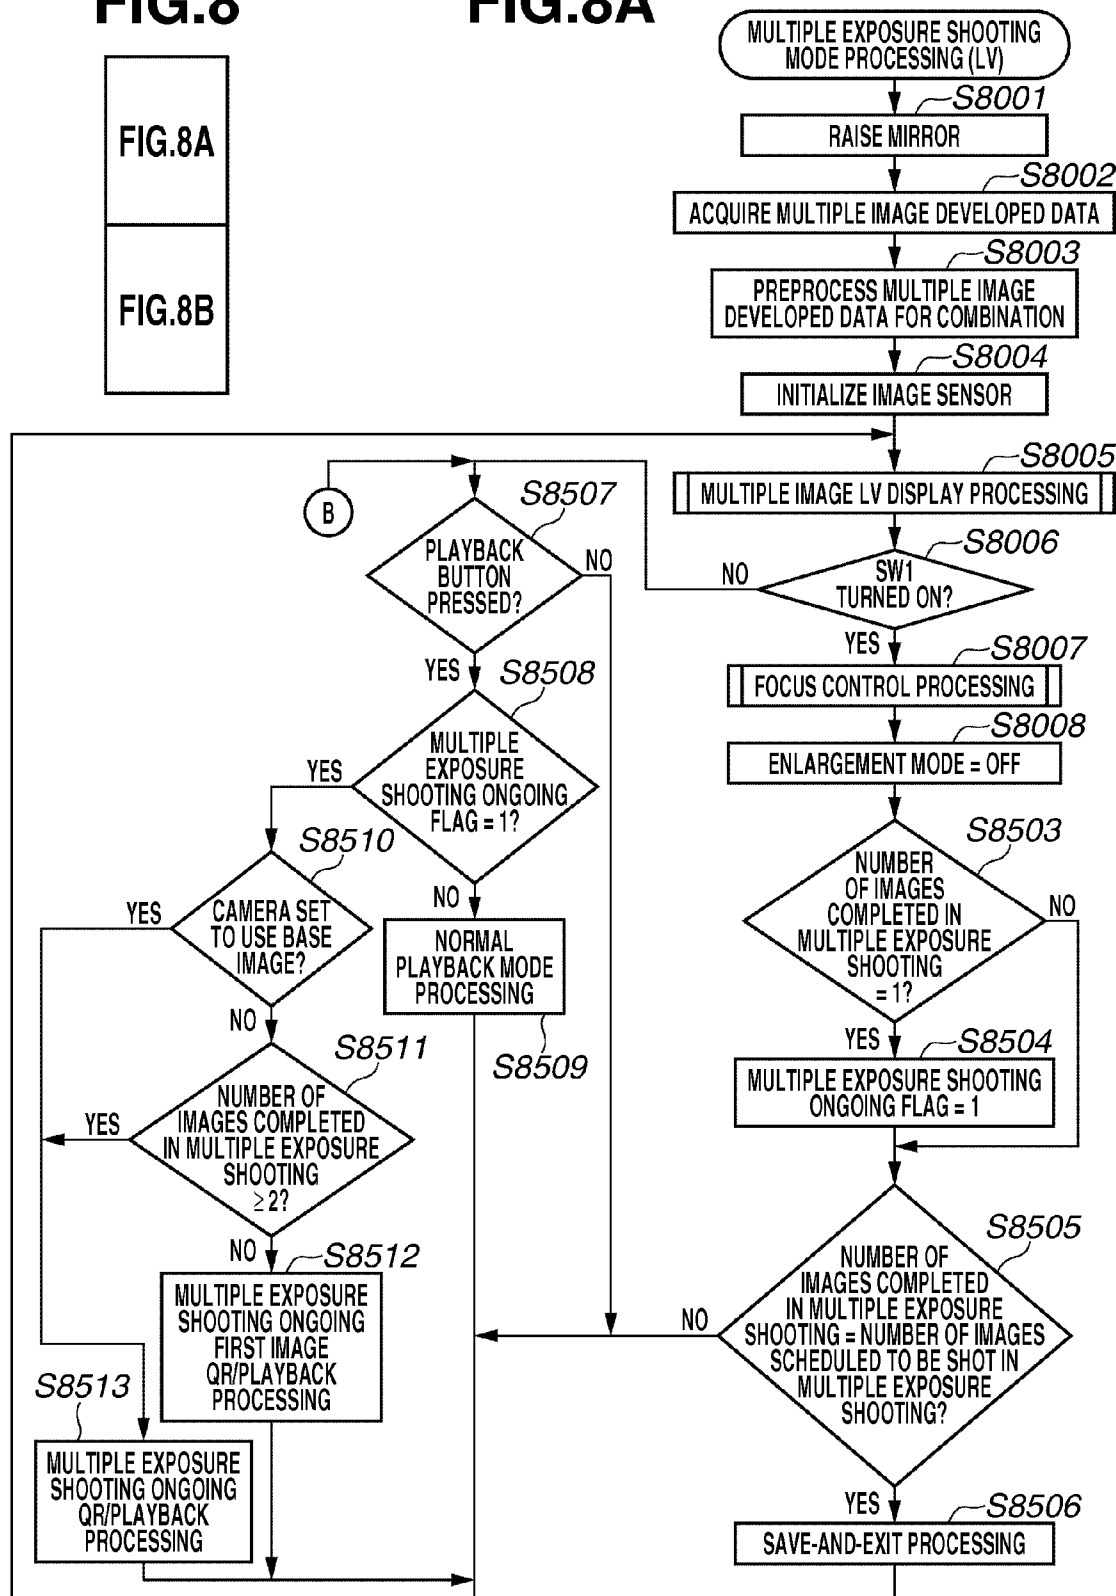 FIG.8
FIG.8A
FIG.8A
FIG.8B
MULTIPLE EXPOSURE SHOOTING
MODE PROCESSING (LV)
S8001
RAISE MIRROR
S8002
ACQUIRE MULTIPLE IMAGE DEVELOPED DATA
S8003
PREPROCESS MULTIPLE IMAGE
DEVELOPED DATA FOR COMBINATION
S8004
INITIALIZE IMAGE SENSOR
S8005
MULTIPLE IMAGE LV DISPLAY PROCESSING
S8006
SW1
TURNED ON?
NO
YES
S8007
FOCUS CONTROL PROCESSING
S8008
ENLARGEMENT MODE = OFF
S8503
NUMBER
OF IMAGES
COMPLETED IN
MULTIPLE EXPOSURE
SHOOTING
= 1?
NO
YES
S8504
MULTIPLE EXPOSURE SHOOTING
ONGOING FLAG = 1
S8505
NUMBER OF
IMAGES COMPLETED
IN MULTIPLE EXPOSURE
SHOOTING = NUMBER OF IMAGES
SCHEDULED TO BE SHOT IN
MULTIPLE EXPOSURE
SHOOTING?
NO
YES
S8506
SAVE-AND-EXIT PROCESSING
B
S8507
PLAYBACK
BUTTON
PRESSED?
NO
YES
S8508
MULTIPLE
EXPOSURE
SHOOTING ONGOING
FLAG = 1?
YES
NO
NORMAL
PLAYBACK MODE
PROCESSING
S8509
S8510
CAMERA SET
TO USE BASE
IMAGE?
YES
NO
S8511
NUMBER OF
IMAGES COMPLETED
IN MULTIPLE EXPOSURE
SHOOTING
≥2?
YES
NO
S8512
MULTIPLE EXPOSURE
SHOOTING ONGOING
FIRST IMAGE
QR/PLAYBACK
PROCESSING
S8513
MULTIPLE EXPOSURE
SHOOTING ONGOING
QR/PLAYBACK
PROCESSING